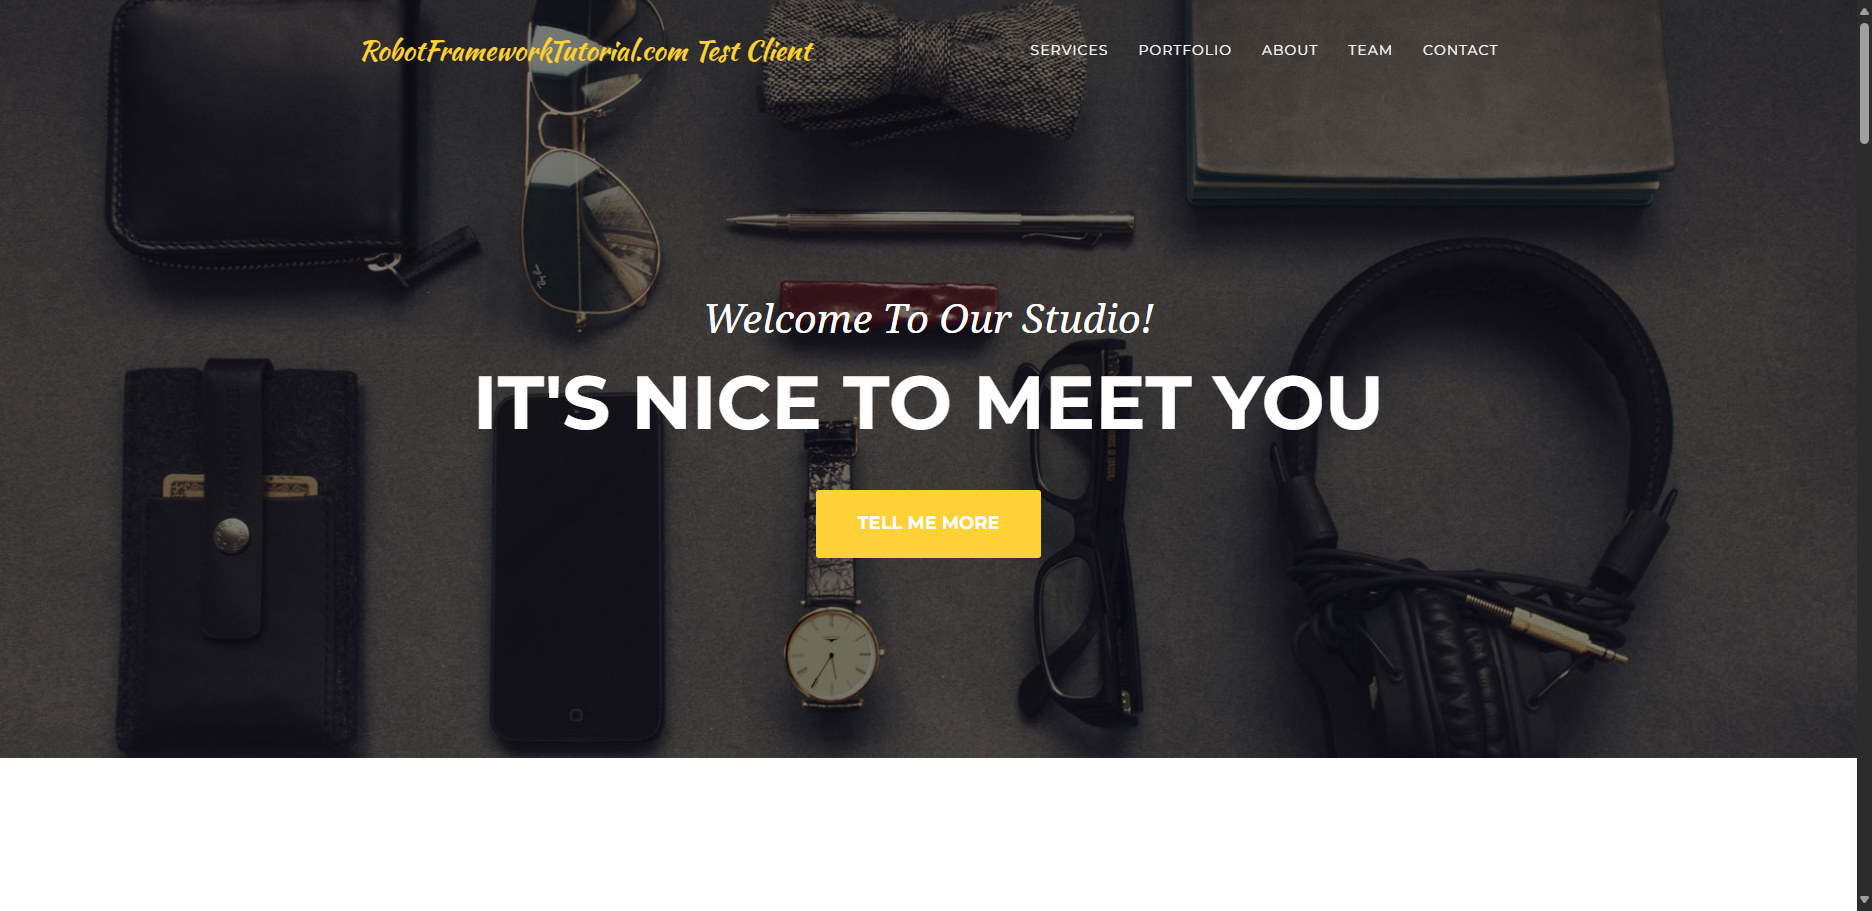 RobotFrameworkTutorial.com Test Client
SERVICES PORTFOLIO ABOUT TEAM CONTACT
Welcome To Our Studio!
IT'S NICE TO MEET YOU
TELL ME MORE